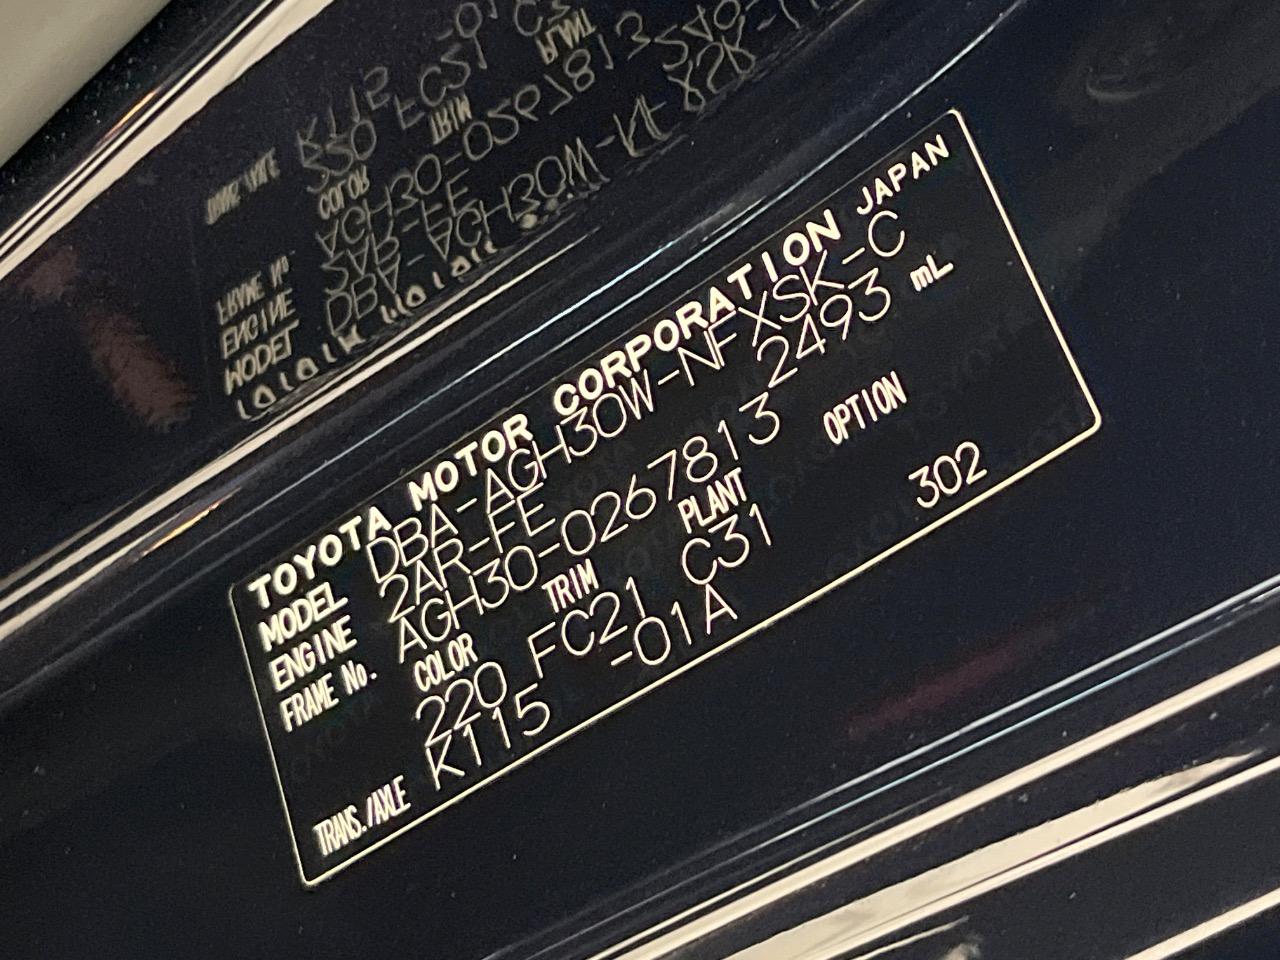 TOYOTA MOTOR CORPORATION JAPAN
MODEL DBA-AGH30W-NFXSK-C
ENGINE 2AR-FE 2493 mL
FRAME No. AGH30-0267813
COLOR TRIM PLANT OPTION
220 FC21 C31 302
TRANS./AXLE K115 -01A